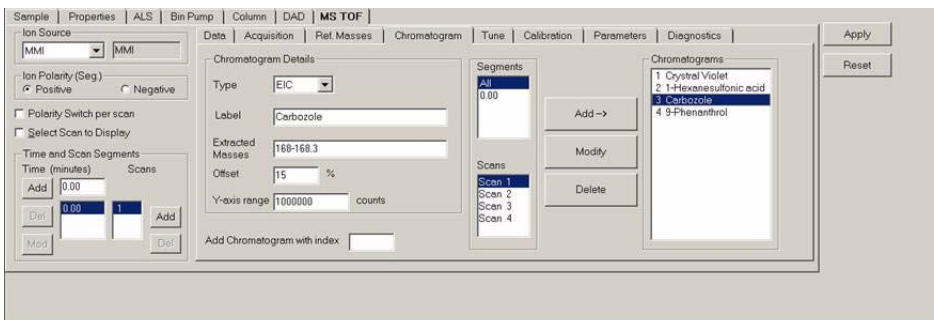 Sample Properties ALS Bin Pump Column DAD MS TOF
Ion Source
MMI MMI
Ion Polarity (Seg.)
Positive Negative
Polarity Switch per scan
Select Scan to Display
Time and Scan Segments
Time (minutes) Scans
Add 0.00
Del 0.00 1 Add
Mod Del
Data Acquisition Ref. Masses Chromatogram Tune Calibration Parameters Diagnostics
Chromatogram Details
Type EIC
Label Carbozole
Extracted
Masses 168-168.3
Offset 15 %
Y-axis range 1000000 counts
Add Chromatogram with index
Segments
All
0.00
Scans
Scan 1
Scan 2
Scan 3
Scan 4
Add ->
Modify
Delete
Chromatograms
1 Crystral Violet
2 1-Hexanesulfonic acid
3 Carbozole
4 9-Phenanthrol
Apply
Reset